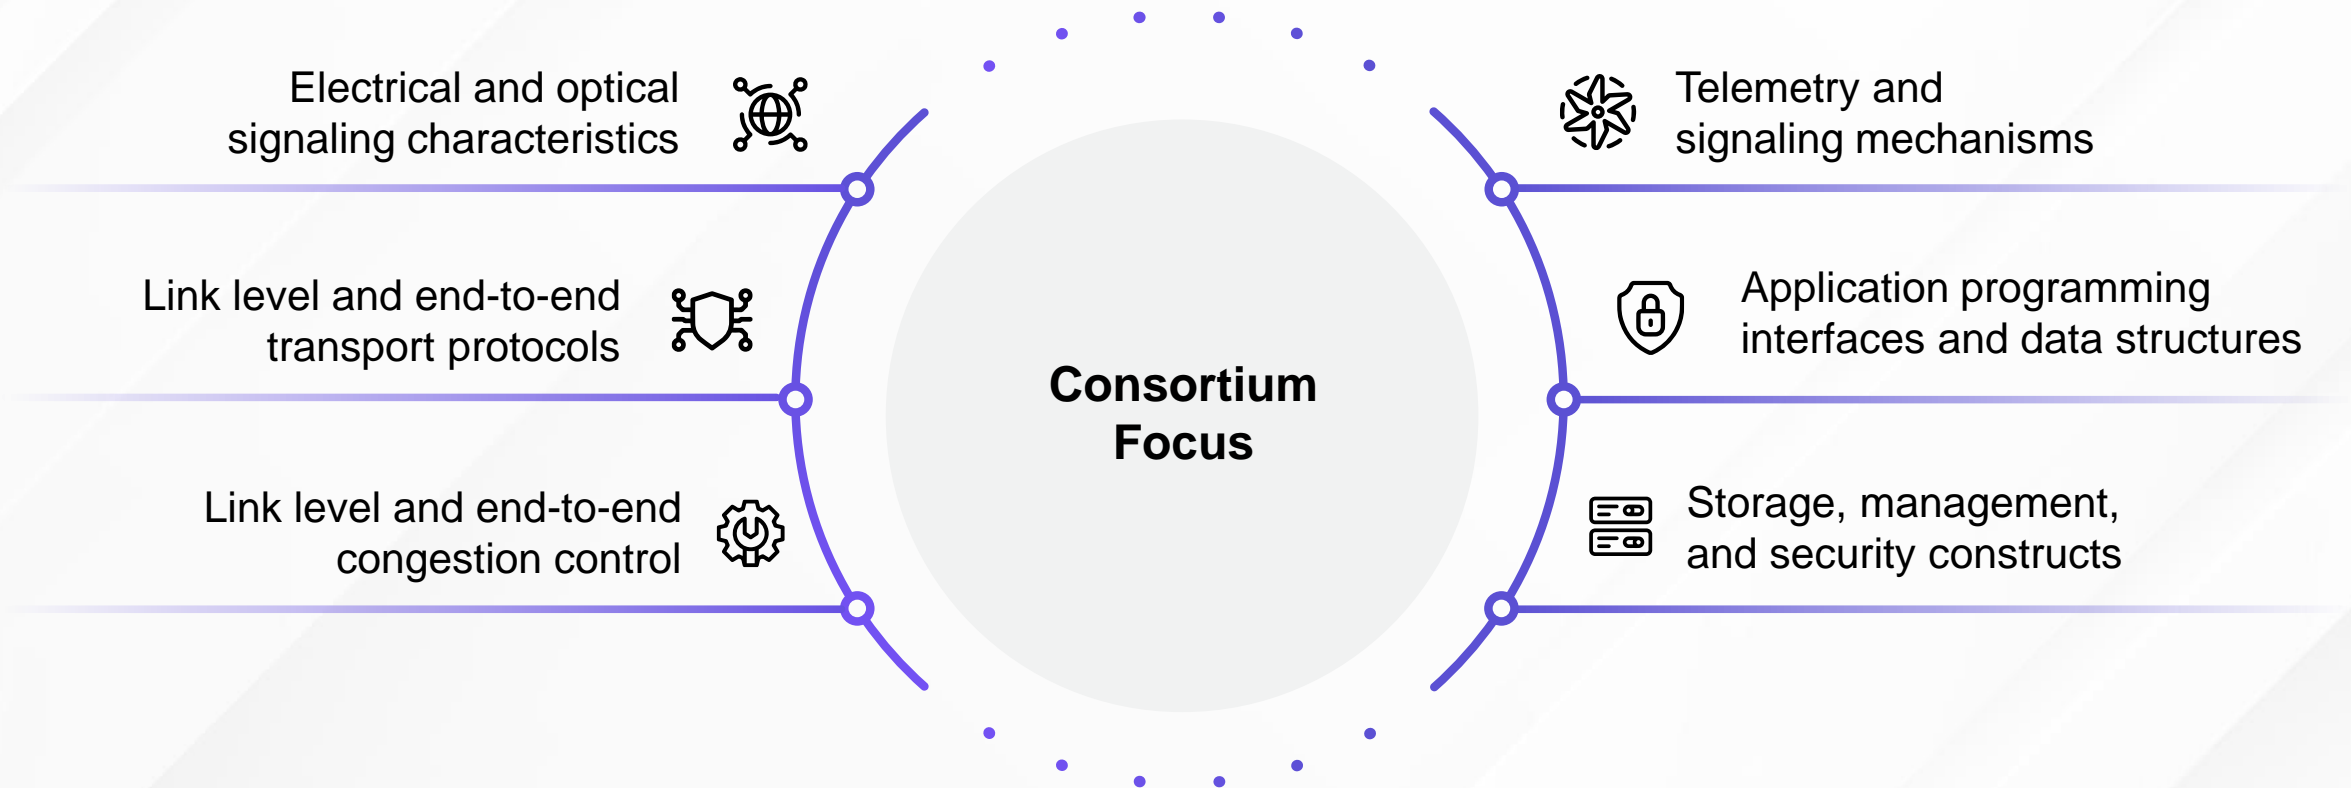 Electrical and optical
signaling characteristics
Link level and end-to-end
transport protocols
Link level and end-to-end
congestion control
Consortium
Focus
Telemetry and
signaling mechanisms
Application programming
interfaces and data structures
Storage, management,
and security constructs